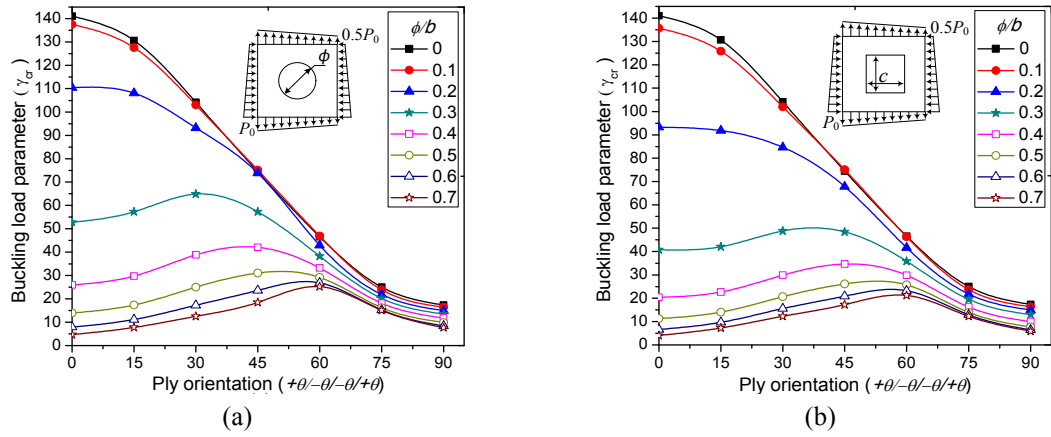 140
130
120
110
100
90
80
70
60
50
40
30
20
10
0
Buckling load parameter (γcr)
0 15 30 45 60 75 90
Ply orientation (+θ/−θ/−θ/+θ)
0.5P0
ϕ
P0
ϕ/b
0
0.1
0.2
0.3
0.4
0.5
0.6
0.7
(a)
140
130
120
110
100
90
80
70
60
50
40
30
20
10
0
Buckling load parameter (γcr)
0 15 30 45 60 75 90
Ply orientation (+θ/−θ/−θ/+θ)
0.5P0
c
P0
ϕ/b
0
0.1
0.2
0.3
0.4
0.5
0.6
0.7
(b)